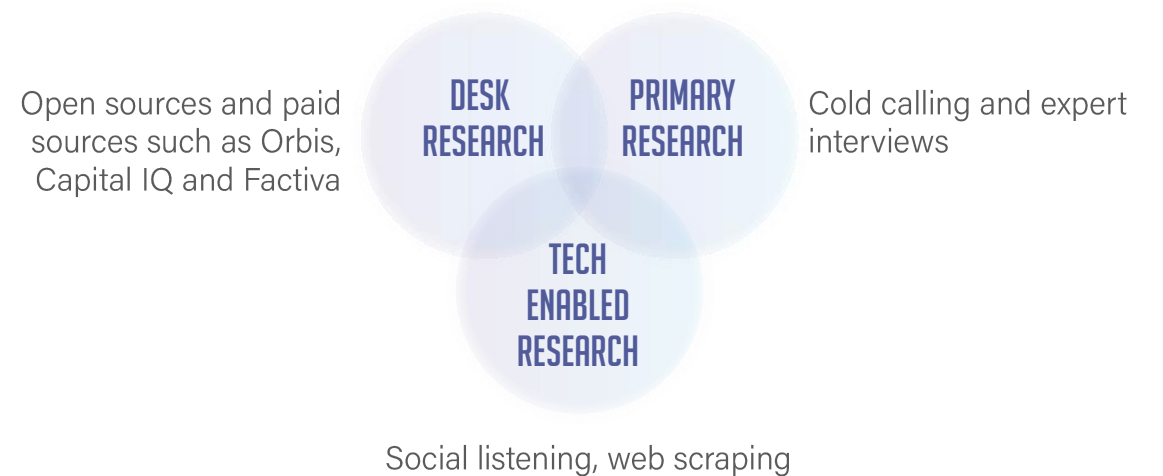 Open sources and paid
sources such as Orbis,
Capital IQ and Factiva
DESK
RESEARCH
PRIMARY
RESEARCH
Cold calling and expert
interviews
TECH
ENABLED
RESEARCH
Social listening, web scraping